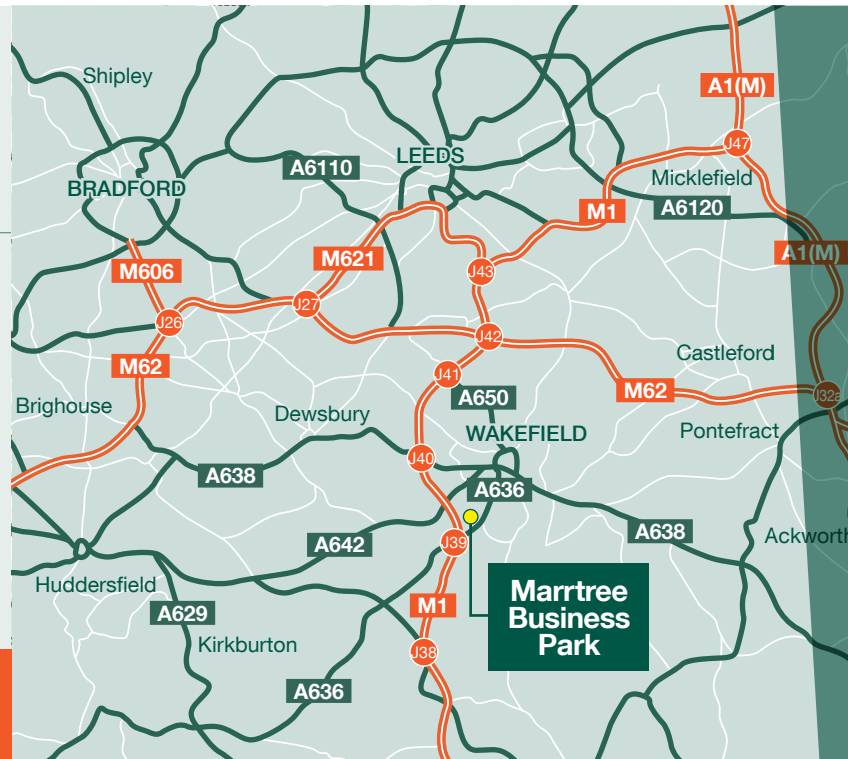 Shipley
A1(M)
J47
LEEDS
A6110
BRADFORD
Micklefield
A6120
M1
M621
A1(M)
M606
J43
J27
J26
J42
Castleford
M62
J41
A650
M62
J32a
Brighouse
Dewsbury
WAKEFIELD
Pontefract
J40
A638
A636
A638
Ackworth
A642
J39
Huddersfield
Marrtree
Business
Park
A629
M1
Kirkburton
J38
A636